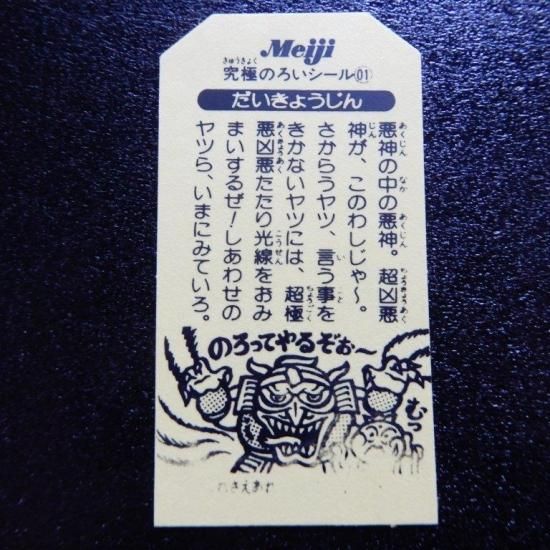 Meiji
究極のろいシール01
だいきょうじん
悪神の中の悪神。超凶悪
神が、このわしじゃ〜。
さからうヤツ、言う事を
きかないヤツには、超極
悪凶悪たたり光線をおみ
まいするぜ!しあわせの
ヤツら、いまにみていろ。
のろってやるぞぉ〜
むっ